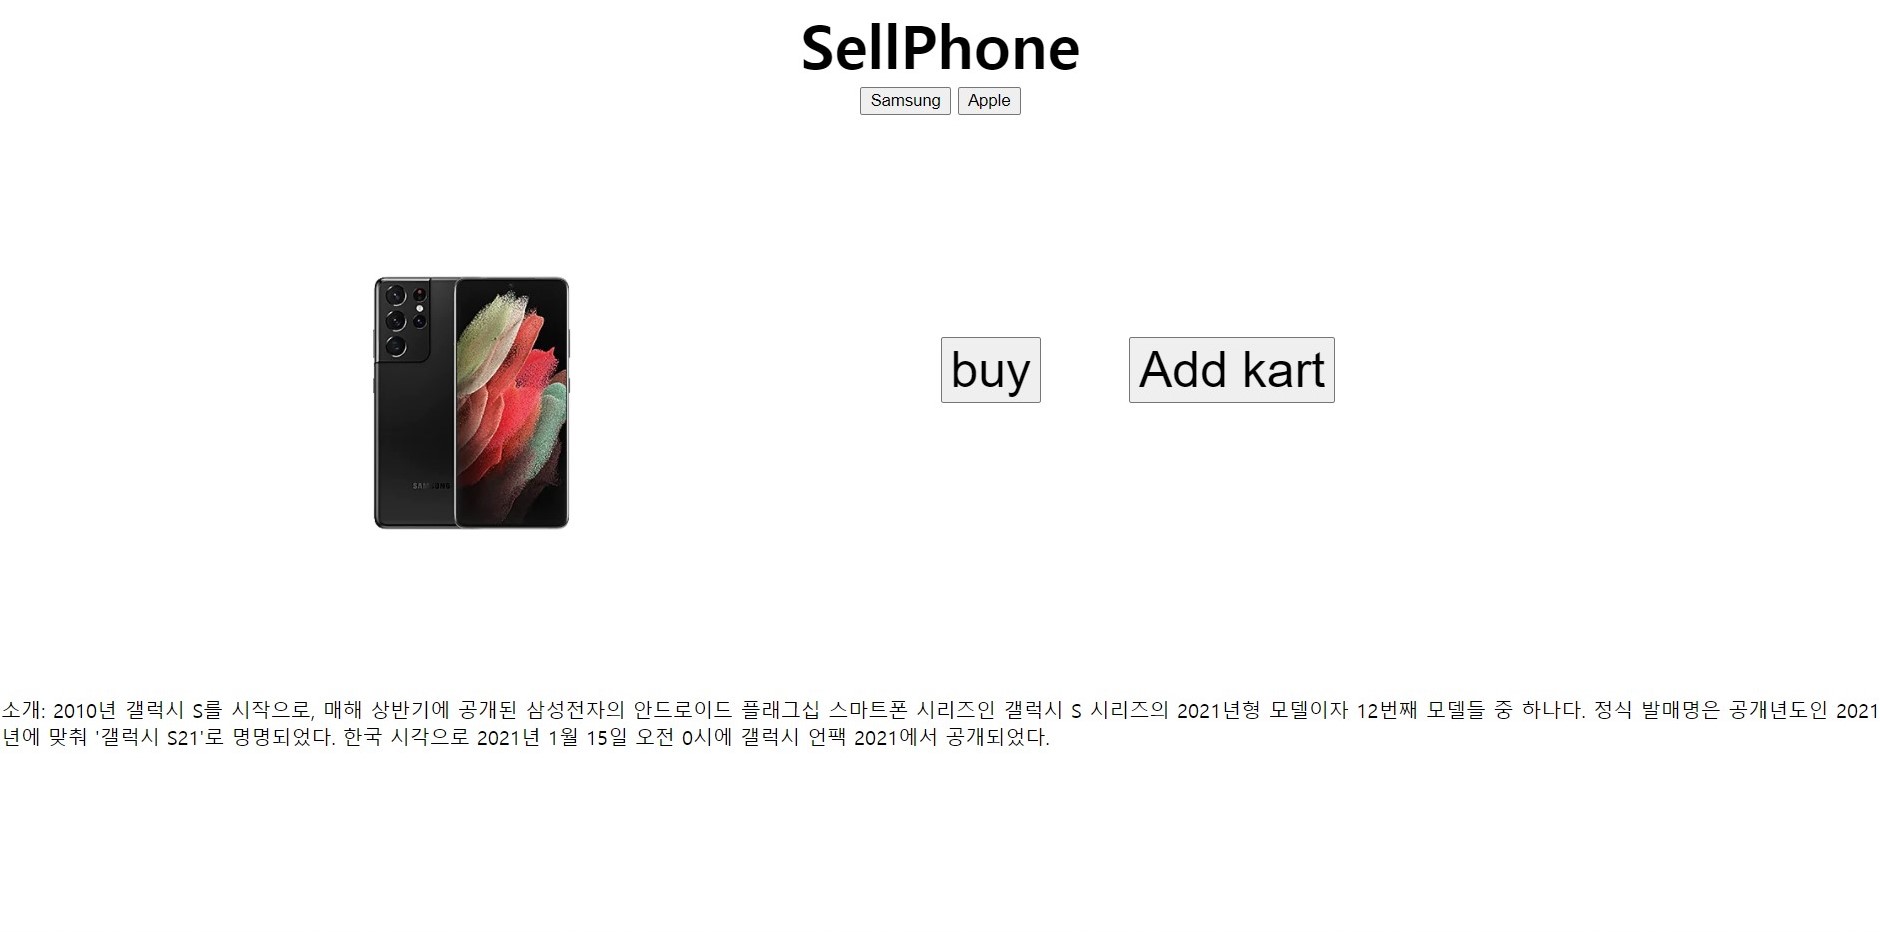 SellPhone
Samsung Apple
SAMSUNG
buy Add kart
소개: 2010년 갤럭시 S를 시작으로, 매해 상반기에 공개된 삼성전자의 안드로이드 플래그십 스마트폰 시리즈인 갤럭시 S 시리즈의 2021년형 모델이자 12번째 모델들 중 하나다. 정식 발매명은 공개년도인 2021
년에 맞춰 '갤럭시 S21'로 명명되었다. 한국 시각으로 2021년 1월 15일 오전 0시에 갤럭시 언팩 2021에서 공개되었다.